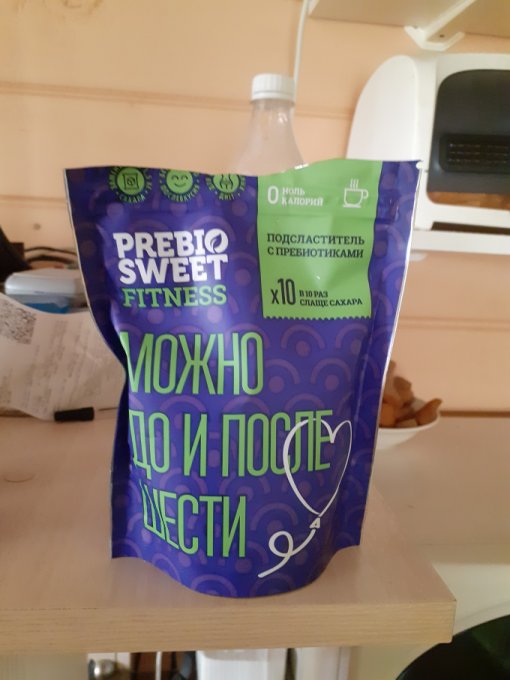 0 НОЛЬ
КАЛОРИЙ
PREBIO
SWEET
FITNESS
ПОДСЛАСТИТЕЛЬ
С ПРЕБИОТИКАМИ
x10 В 10 РАЗ
СЛАЩЕ САХАРА
МОЖНО
ДО И ПОСЛЕ
ШЕСТИ